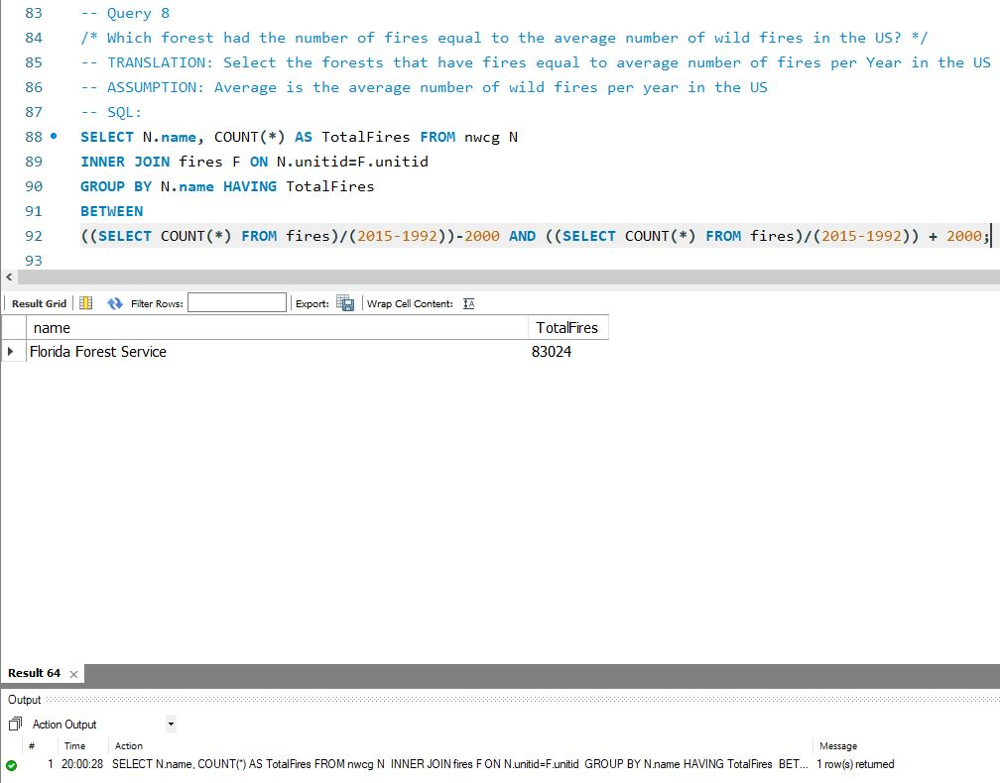 83 -- Query 8
84 /* Which forest had the number of fires equal to the average number of wild fires in the US? */
85 -- TRANSLATION: Select the forests that have fires equal to average number of fires per Year in the US
86 -- ASSUMPTION: Average is the average number of wild fires per year in the US
87 -- SQL:
88 SELECT N.name, COUNT(*) AS TotalFires FROM nwcg N
89 INNER JOIN fires F ON N.unitid=F.unitid
90 GROUP BY N.name HAVING TotalFires
91 BETWEEN
92 ((SELECT COUNT(*) FROM fires)/(2015-1992))-2000 AND ((SELECT COUNT(*) FROM fires)/(2015-1992)) + 2000;
93
Result Grid Filter Rows: Export: Wrap Cell Content:
name TotalFires
Florida Forest Service 83024
Result 64
Output
Action Output
# Time Action Message
1 20:00:28 SELECT N.name, COUNT(*) AS TotalFires FROM nwcg N INNER JOIN fires F ON N.unitid=F.unitid GROUP BY N.name HAVING TotalFires BET... 1 row(s) returned